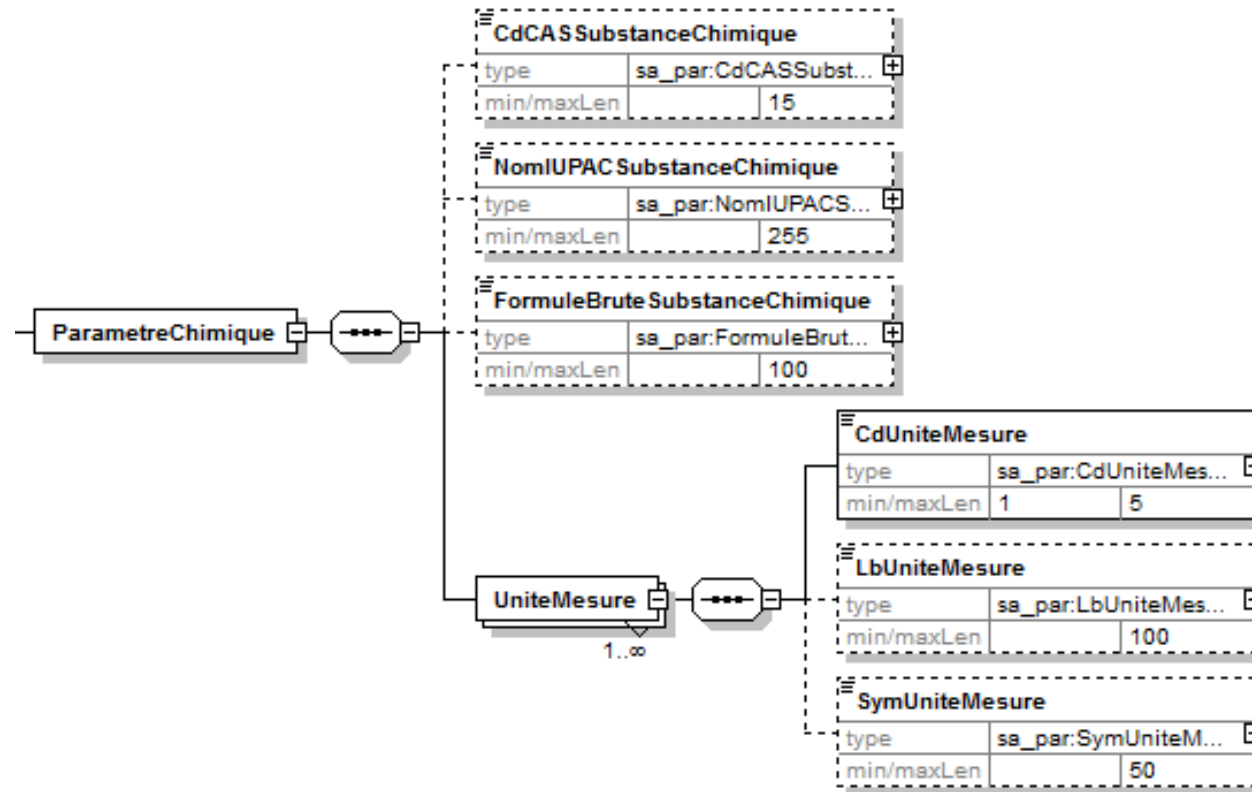 CdCASSubstanceChimique
type sa_par:CdCASSubst...
min/maxLen 15
NomIUPACSubstanceChimique
type sa_par:NomIUPACS...
min/maxLen 255
FormuleBruteSubstanceChimique
type sa_par:FormuleBrut...
min/maxLen 100
ParametreChimique
CdUniteMesure
type sa_par:CdUniteMes...
min/maxLen 1 5
LbUniteMesure
type sa_par:LbUniteMes...
min/maxLen 100
UniteMesure
1..∞
SymUniteMesure
type sa_par:SymUniteM...
min/maxLen 50